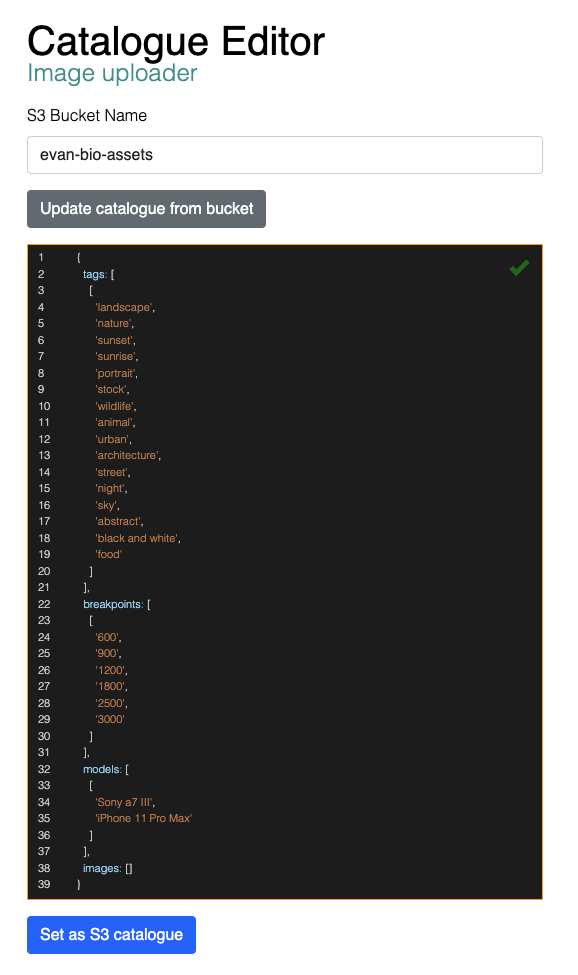 Catalogue Editor
Image uploader
S3 Bucket Name
evan-bio-assets
Update catalogue from bucket
1 {
2 tags: [
3 [
4 'landscape',
5 'nature',
6 'sunset',
7 'sunrise',
8 'portrait',
9 'stock',
10 'wildlife',
11 'animal',
12 'urban',
13 'architecture',
14 'street',
15 'night',
16 'sky',
17 'abstract',
18 'black and white',
19 'food'
20 ]
21 ],
22 breakpoints: [
23 [
24 '600',
25 '900',
26 '1200',
27 '1800',
28 '2500',
29 '3000'
30 ]
31 ],
32 models: [
33 [
34 'Sony a7 III',
35 'iPhone 11 Pro Max'
36 ]
37 ],
38 images: []
39 }
Set as S3 catalogue